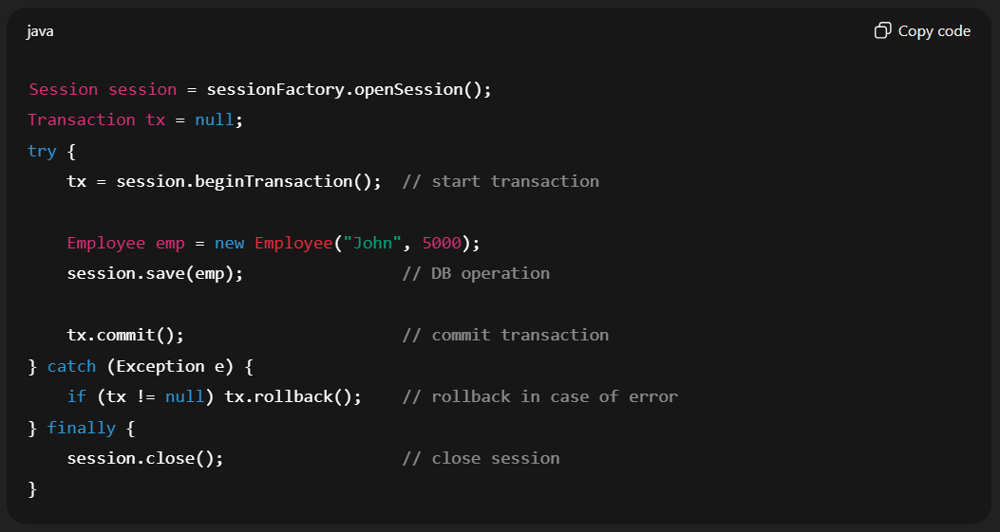 java
Copy code
Session session = sessionFactory.openSession();
Transaction tx = null;
try {
    tx = session.beginTransaction();  // start transaction
    Employee emp = new Employee("John", 5000);
    session.save(emp);                // DB operation
    tx.commit();                      // commit transaction
} catch (Exception e) {
    if (tx != null) tx.rollback();    // rollback in case of error
} finally {
    session.close();                  // close session
}